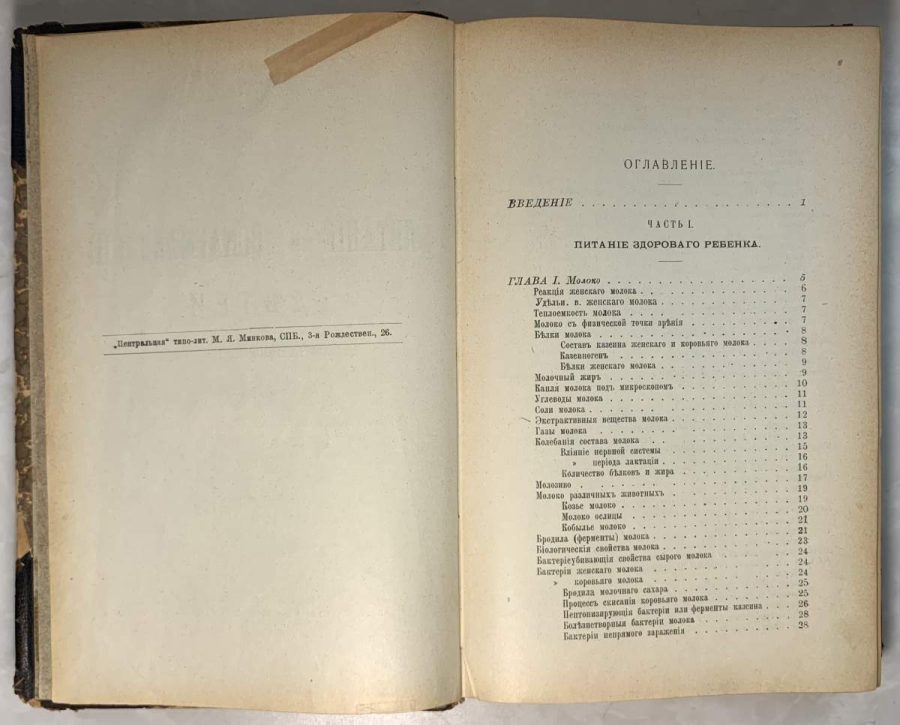 „Центральная“ типо-лит. М. Я. Минкова, СПБ., 3-я Рождествен., 26.
ОГЛАВЛЕНІЕ.
ВВЕДЕНІЕ . . . . . . . . . . . . . . . . 1
ЧАСТЬ I.
ПИТАНІЕ ЗДОРОВАГО РЕБЕНКА.
ГЛАВА I. Молоко . . . . . . . . . . . . . . 5
Реакція женскаго молока . . . . . . . . . . . . 6
Удѣльн. в. женскаго молока . . . . . . . . . . . 7
Теплоемкость молока . . . . . . . . . . . . . 7
Молоко съ физической точки зрѣнія . . . . . . . . . 7
Бѣлки молока . . . . . . . . . . . . . . . 8
Составъ казеина женскаго и коровьяго молока . . . . . 8
Казеиногенъ . . . . . . . . . . . . . . 8
Бѣлки женскаго молока . . . . . . . . . . . 9
Молочный жиръ . . . . . . . . . . . . . . 9
Капля молока подъ микроскопомъ . . . . . . . . . 10
Углеводы молока . . . . . . . . . . . . . . 11
Соли молока . . . . . . . . . . . . . . . 11
Экстрактивныя вещества молока . . . . . . . . . . 12
Газы молока . . . . . . . . . . . . . . . 13
Колебанія состава молока . . . . . . . . . . . 13
Вліяніе нервной системы . . . . . . . . . . 15
» періода лактаціи . . . . . . . . . . . 16
Количество бѣлковъ и жира . . . . . . . . . 16
Молозиво . . . . . . . . . . . . . . . . 17
Молоко различныхъ животныхъ . . . . . . . . . . 19
Козье молоко . . . . . . . . . . . . . . 19
Молоко ослицы . . . . . . . . . . . . . 20
Кобылье молоко . . . . . . . . . . . . . 21
Бродила (ферменты) молока . . . . . . . . . . . 21
Біологическія свойства молока . . . . . . . . . . 23
Бактеріеубивающія свойства сырого молока . . . . . . 24
Бактеріи женскаго молока . . . . . . . . . . . 24
» коровьяго молока . . . . . . . . . . . 24
Бродила молочнаго сахара . . . . . . . . . . 25
Процессъ скисанія коровьяго молока . . . . . . . 25
Пептонизирующія бактеріи или ферменты казеина . . . . 26
Болѣзнетворныя бактеріи молока . . . . . . . . 28
Бактеріи непрямого зараженія . . . . . . . . . 28